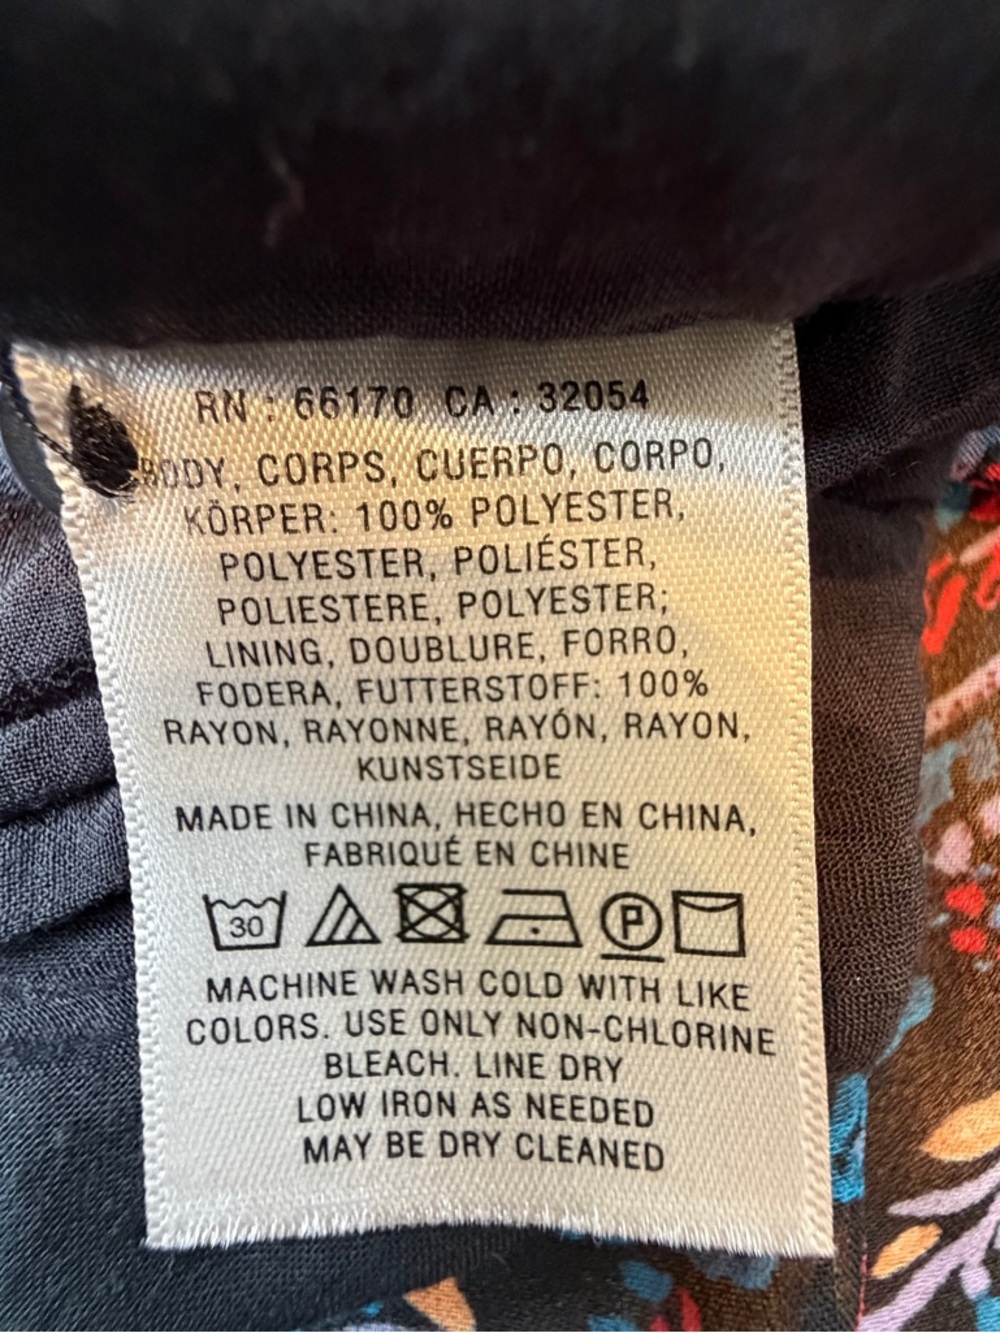 RN : 66170 CA : 32054
BODY, CORPS, CUERPO, CORPO,
KÖRPER: 100% POLYESTER,
POLYESTER, POLIÉSTER,
POLIESTERE, POLYESTER;
LINING, DOUBLURE, FORRO,
FODERA, FUTTERSTOFF: 100%
RAYON, RAYONNE, RAYÓN, RAYON,
KUNSTSEIDE
MADE IN CHINA, HECHO EN CHINA,
FABRIQUÉ EN CHINE
30 P
MACHINE WASH COLD WITH LIKE
COLORS. USE ONLY NON-CHLORINE
BLEACH. LINE DRY
LOW IRON AS NEEDED
MAY BE DRY CLEANED